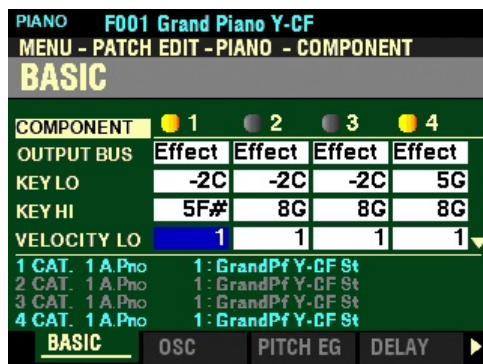 PIANO F001 Grand Piano Y-CF
MENU - PATCH EDIT - PIANO - COMPONENT
BASIC
COMPONENT 1 2 3 4
OUTPUT BUS Effect Effect Effect Effect
KEY LO -2C -2C -2C 5G
KEY HI 5F# 8G 8G 8G
VELOCITY LO 1 1 1 1
1 CAT. 1 A.Pno 1: GrandPf Y-CF St
2 CAT. 1 A.Pno 1: GrandPf Y-CF St
3 CAT. 1 A.Pno 1: GrandPf Y-CF St
4 CAT. 1 A.Pno 1: GrandPf Y-CF St
BASIC OSC PITCH EG DELAY